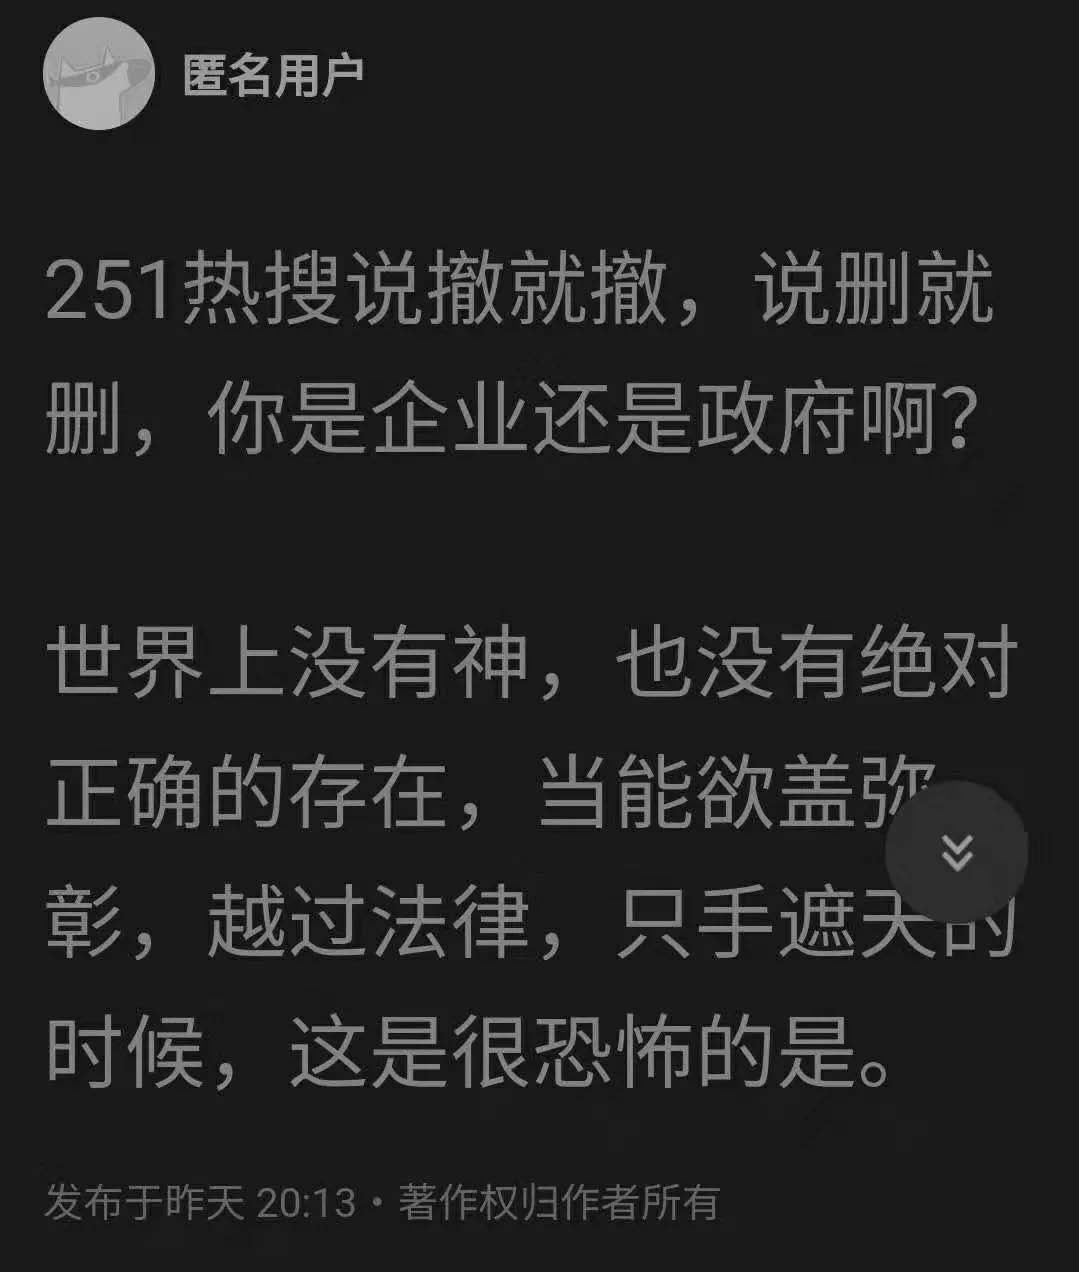 匿名用户
251热搜说撤就撤，说删就
删，你是企业还是政府啊？
世界上没有神，也没有绝对
正确的存在，当能欲盖弥
彰，越过法律，只手遮天的
时候，这是很恐怖的是。
发布于昨天 20:13 · 著作权归作者所有